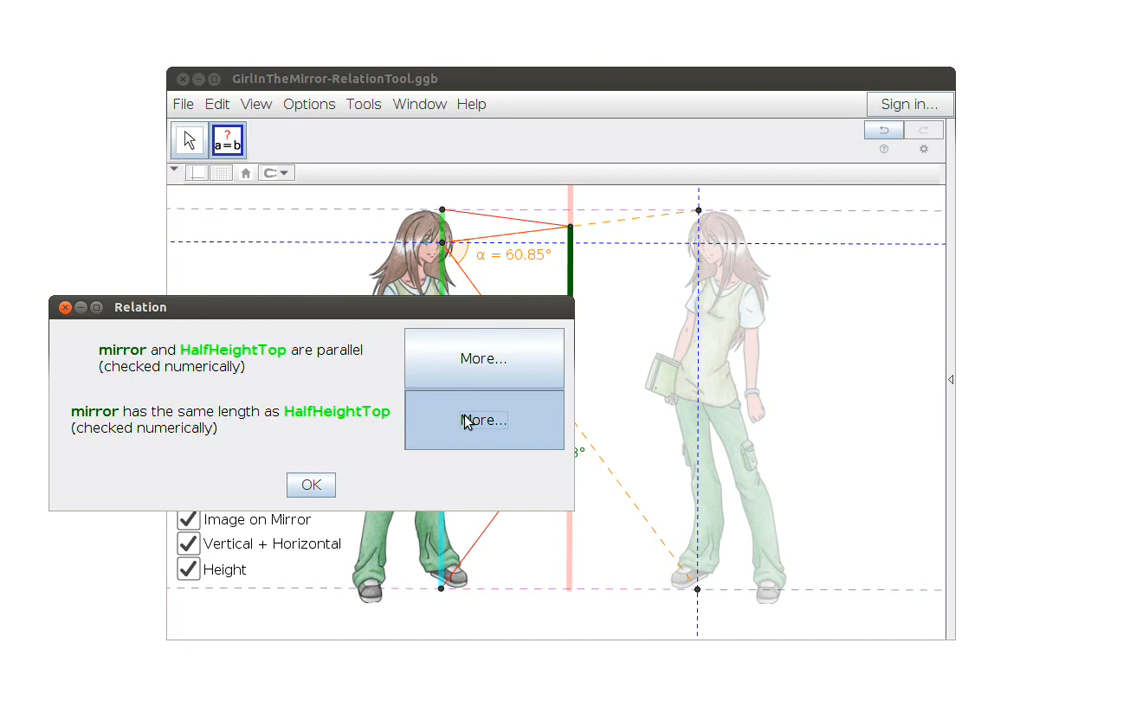 GirlInTheMirror-RelationTool.ggb
File Edit View Options Tools Window Help
Sign in...
?
a=b
α = 60.85°
Relation
mirror and HalfHeightTop are parallel
(checked numerically)
More...
mirror has the same length as HalfHeightTop
(checked numerically)
More...
OK
Image on Mirror
Vertical + Horizontal
Height